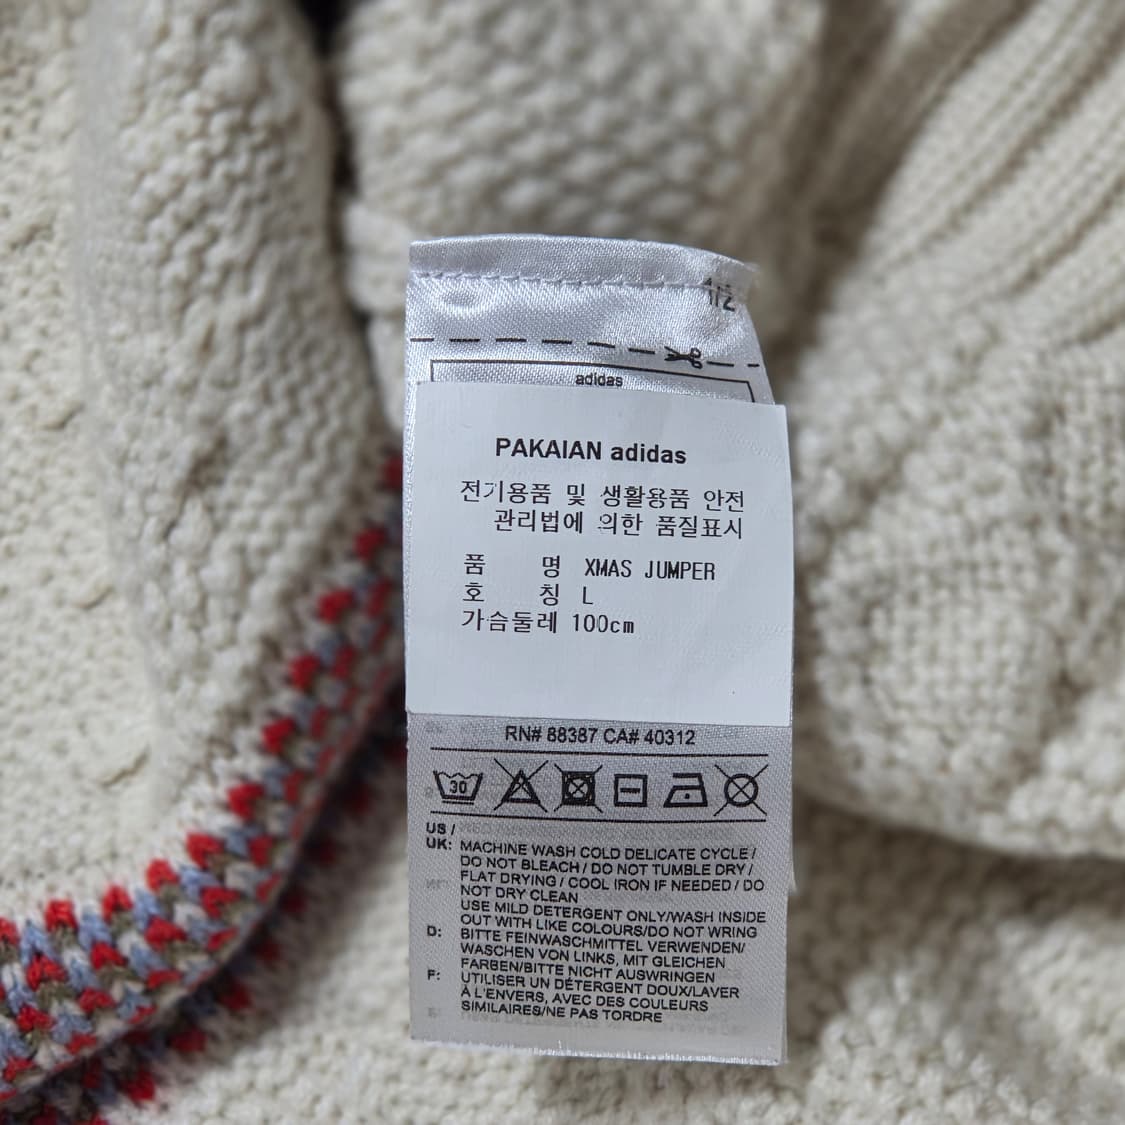 1/2
adidas
PAKAIAN adidas
전기용품 및 생활용품 안전
관리법에 의한 품질표시
품 명 XMAS JUMPER
호 칭 L
가슴둘레 100cm
RN# 88387 CA# 40312
30
US /
UK: MACHINE WASH COLD DELICATE CYCLE /
DO NOT BLEACH / DO NOT TUMBLE DRY /
FLAT DRYING / COOL IRON IF NEEDED / DO
NOT DRY CLEAN
USE MILD DETERGENT ONLY/WASH INSIDE
OUT WITH LIKE COLOURS/DO NOT WRING
D: BITTE FEINWASCHMITTEL VERWENDEN/
WASCHEN VON LINKS, MIT GLEICHEN
FARBEN/BITTE NICHT AUSWRINGEN
F: UTILISER UN DÉTERGENT DOUX/LAVER
À L'ENVERS, AVEC DES COULEURS
SIMILAIRES/NE PAS TORDRE